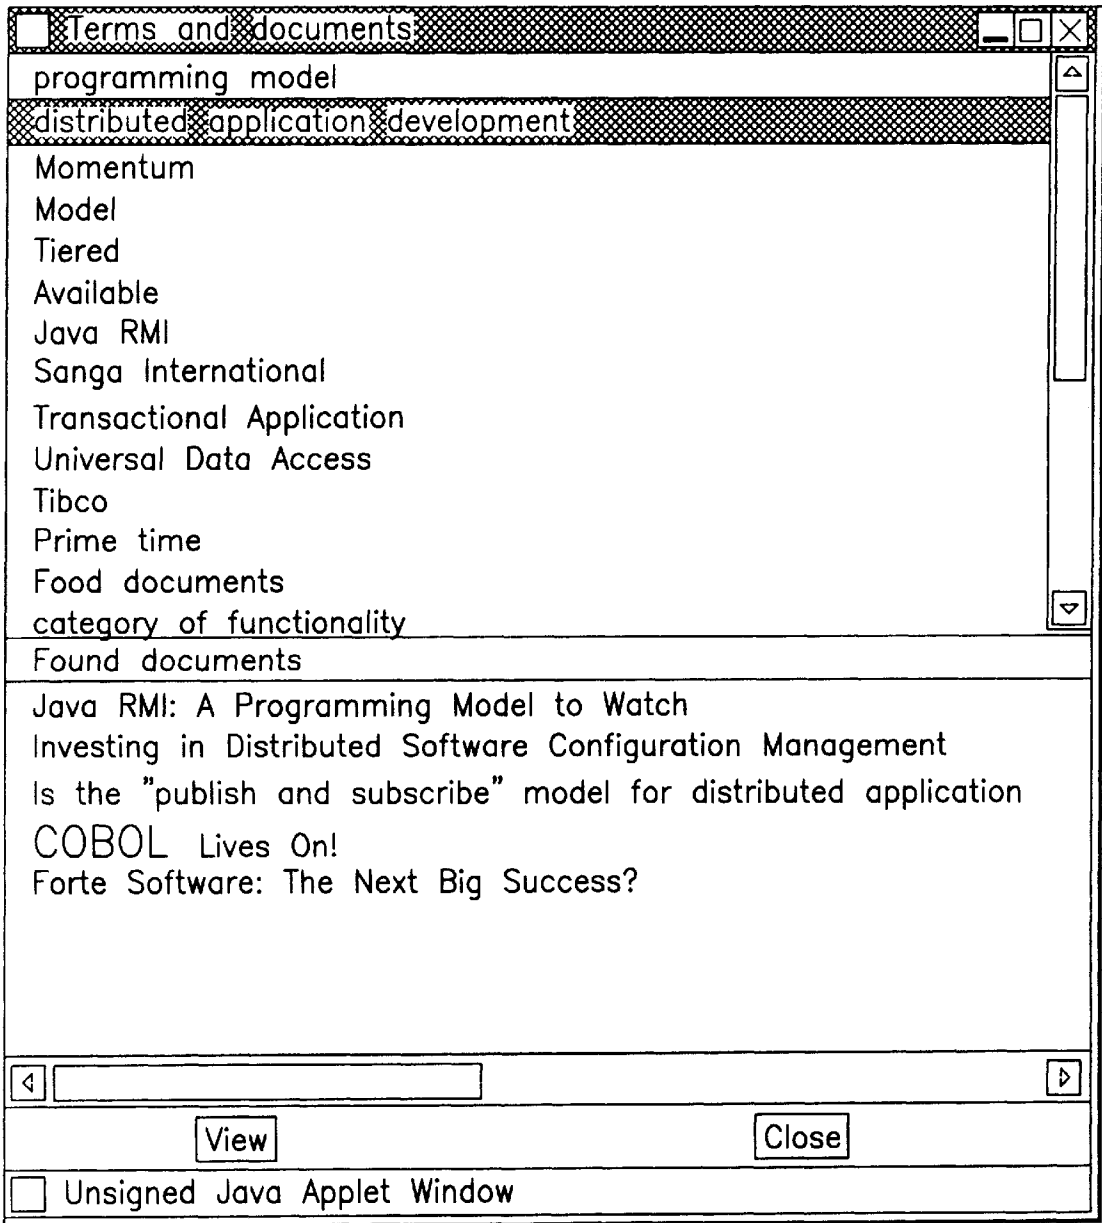 Terms and documents
programming model
distributed application development
Momentum
Model
Tiered
Available
Java RMI
Sanga International
Transactional Application
Universal Data Access
Tibco
Prime time
Food documents
category of functionality
Found documents
Java RMI: A Programming Model to Watch
Investing in Distributed Software Configuration Management
Is the "publish and subscribe" model for distributed application
COBOL Lives On!
Forte Software: The Next Big Success?
View Close
Unsigned Java Applet Window